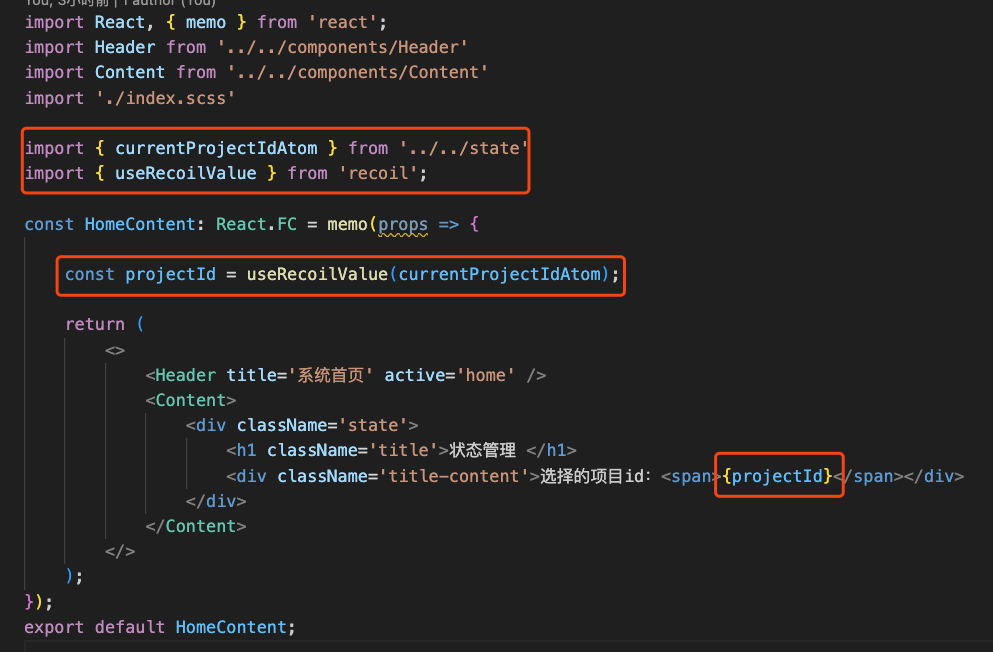 You, 3小时前 | 1 author (You)
import React, { memo } from 'react';
import Header from '../../components/Header'
import Content from '../../components/Content'
import './index.scss'
import { currentProjectIdAtom } from '../../state'
import { useRecoilValue } from 'recoil';
const HomeContent: React.FC = memo(props => {
const projectId = useRecoilValue(currentProjectIdAtom);
return (
<>
<Header title='系统首页' active='home' />
<Content>
<div className='state'>
<h1 className='title'>状态管理 </h1>
<div className='title-content'>选择的项目id: <span>{projectId}</span></div>
</div>
</Content>
</>
);
});
export default HomeContent;